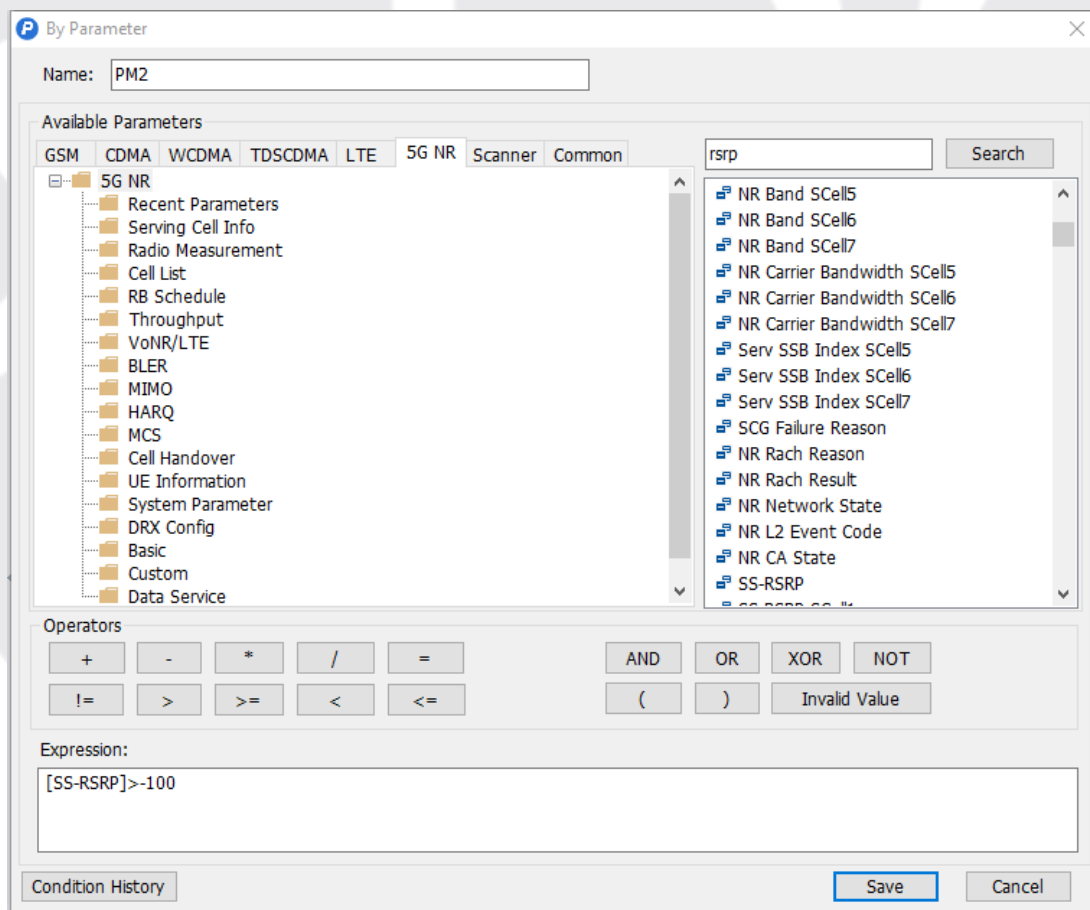 By Parameter
Name: PM2
Available Parameters
GSM CDMA WCDMA TDSCDMA LTE 5G NR Scanner Common
5G NR
Recent Parameters
Serving Cell Info
Radio Measurement
Cell List
RB Schedule
Throughput
VoNR/LTE
BLER
MIMO
HARQ
MCS
Cell Handover
UE Information
System Parameter
DRX Config
Basic
Custom
Data Service
rsrp Search
NR Band SCell5
NR Band SCell6
NR Band SCell7
NR Carrier Bandwidth SCell5
NR Carrier Bandwidth SCell6
NR Carrier Bandwidth SCell7
Serv SSB Index SCell5
Serv SSB Index SCell6
Serv SSB Index SCell7
SCG Failure Reason
NR Rach Reason
NR Rach Result
NR Network State
NR L2 Event Code
NR CA State
SS-RSRP
Operators
+ - * / = AND OR XOR NOT
!= > >= < <= ( ) Invalid Value
Expression:
[SS-RSRP]>-100
Condition History Save Cancel